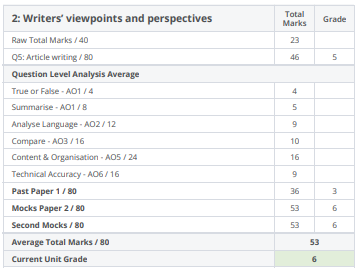 2: Writers' viewpoints and perspectives Total Marks Grade
Raw Total Marks / 40 23
Q5: Article writing / 80 46 5
Question Level Analysis Average
True or False - AO1 / 4 4
Summarise - AO1 / 8 5
Analyse Language - AO2 / 12 9
Compare - AO3 / 16 10
Content & Organisation - AO5 / 24 16
Technical Accuracy - AO6 / 16 9
Past Paper 1 / 80 36 3
Mocks Paper 2 / 80 53 6
Second Mocks / 80 53 6
Average Total Marks / 80 53
Current Unit Grade 6